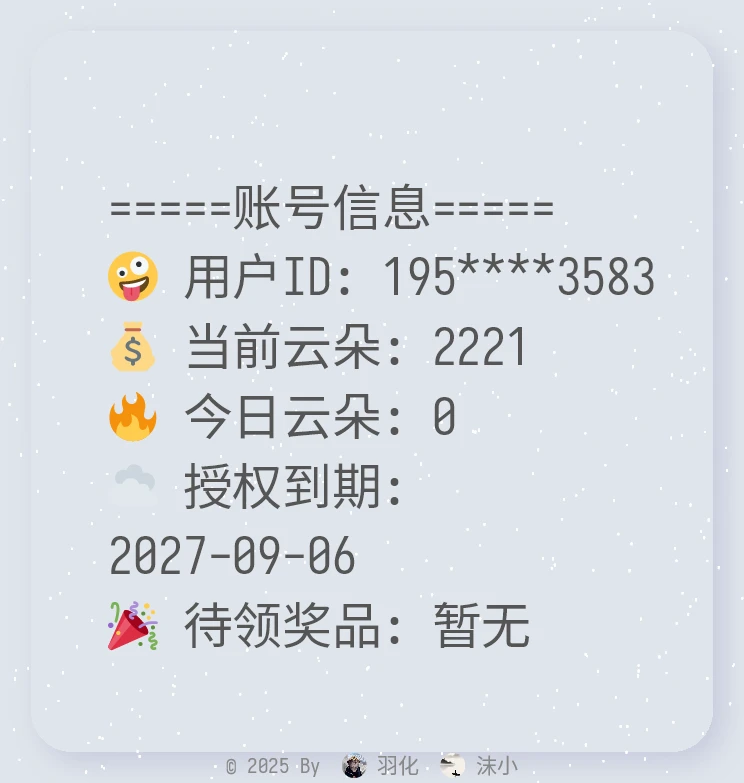 =====账号信息=====
🤪 用户ID: 195****3583
💰 当前云朵: 2221
🔥 今日云朵: 0
☁️ 授权到期:
2027-09-06
🎉 待领奖品: 暂无
© 2025 By 羽化 沫小